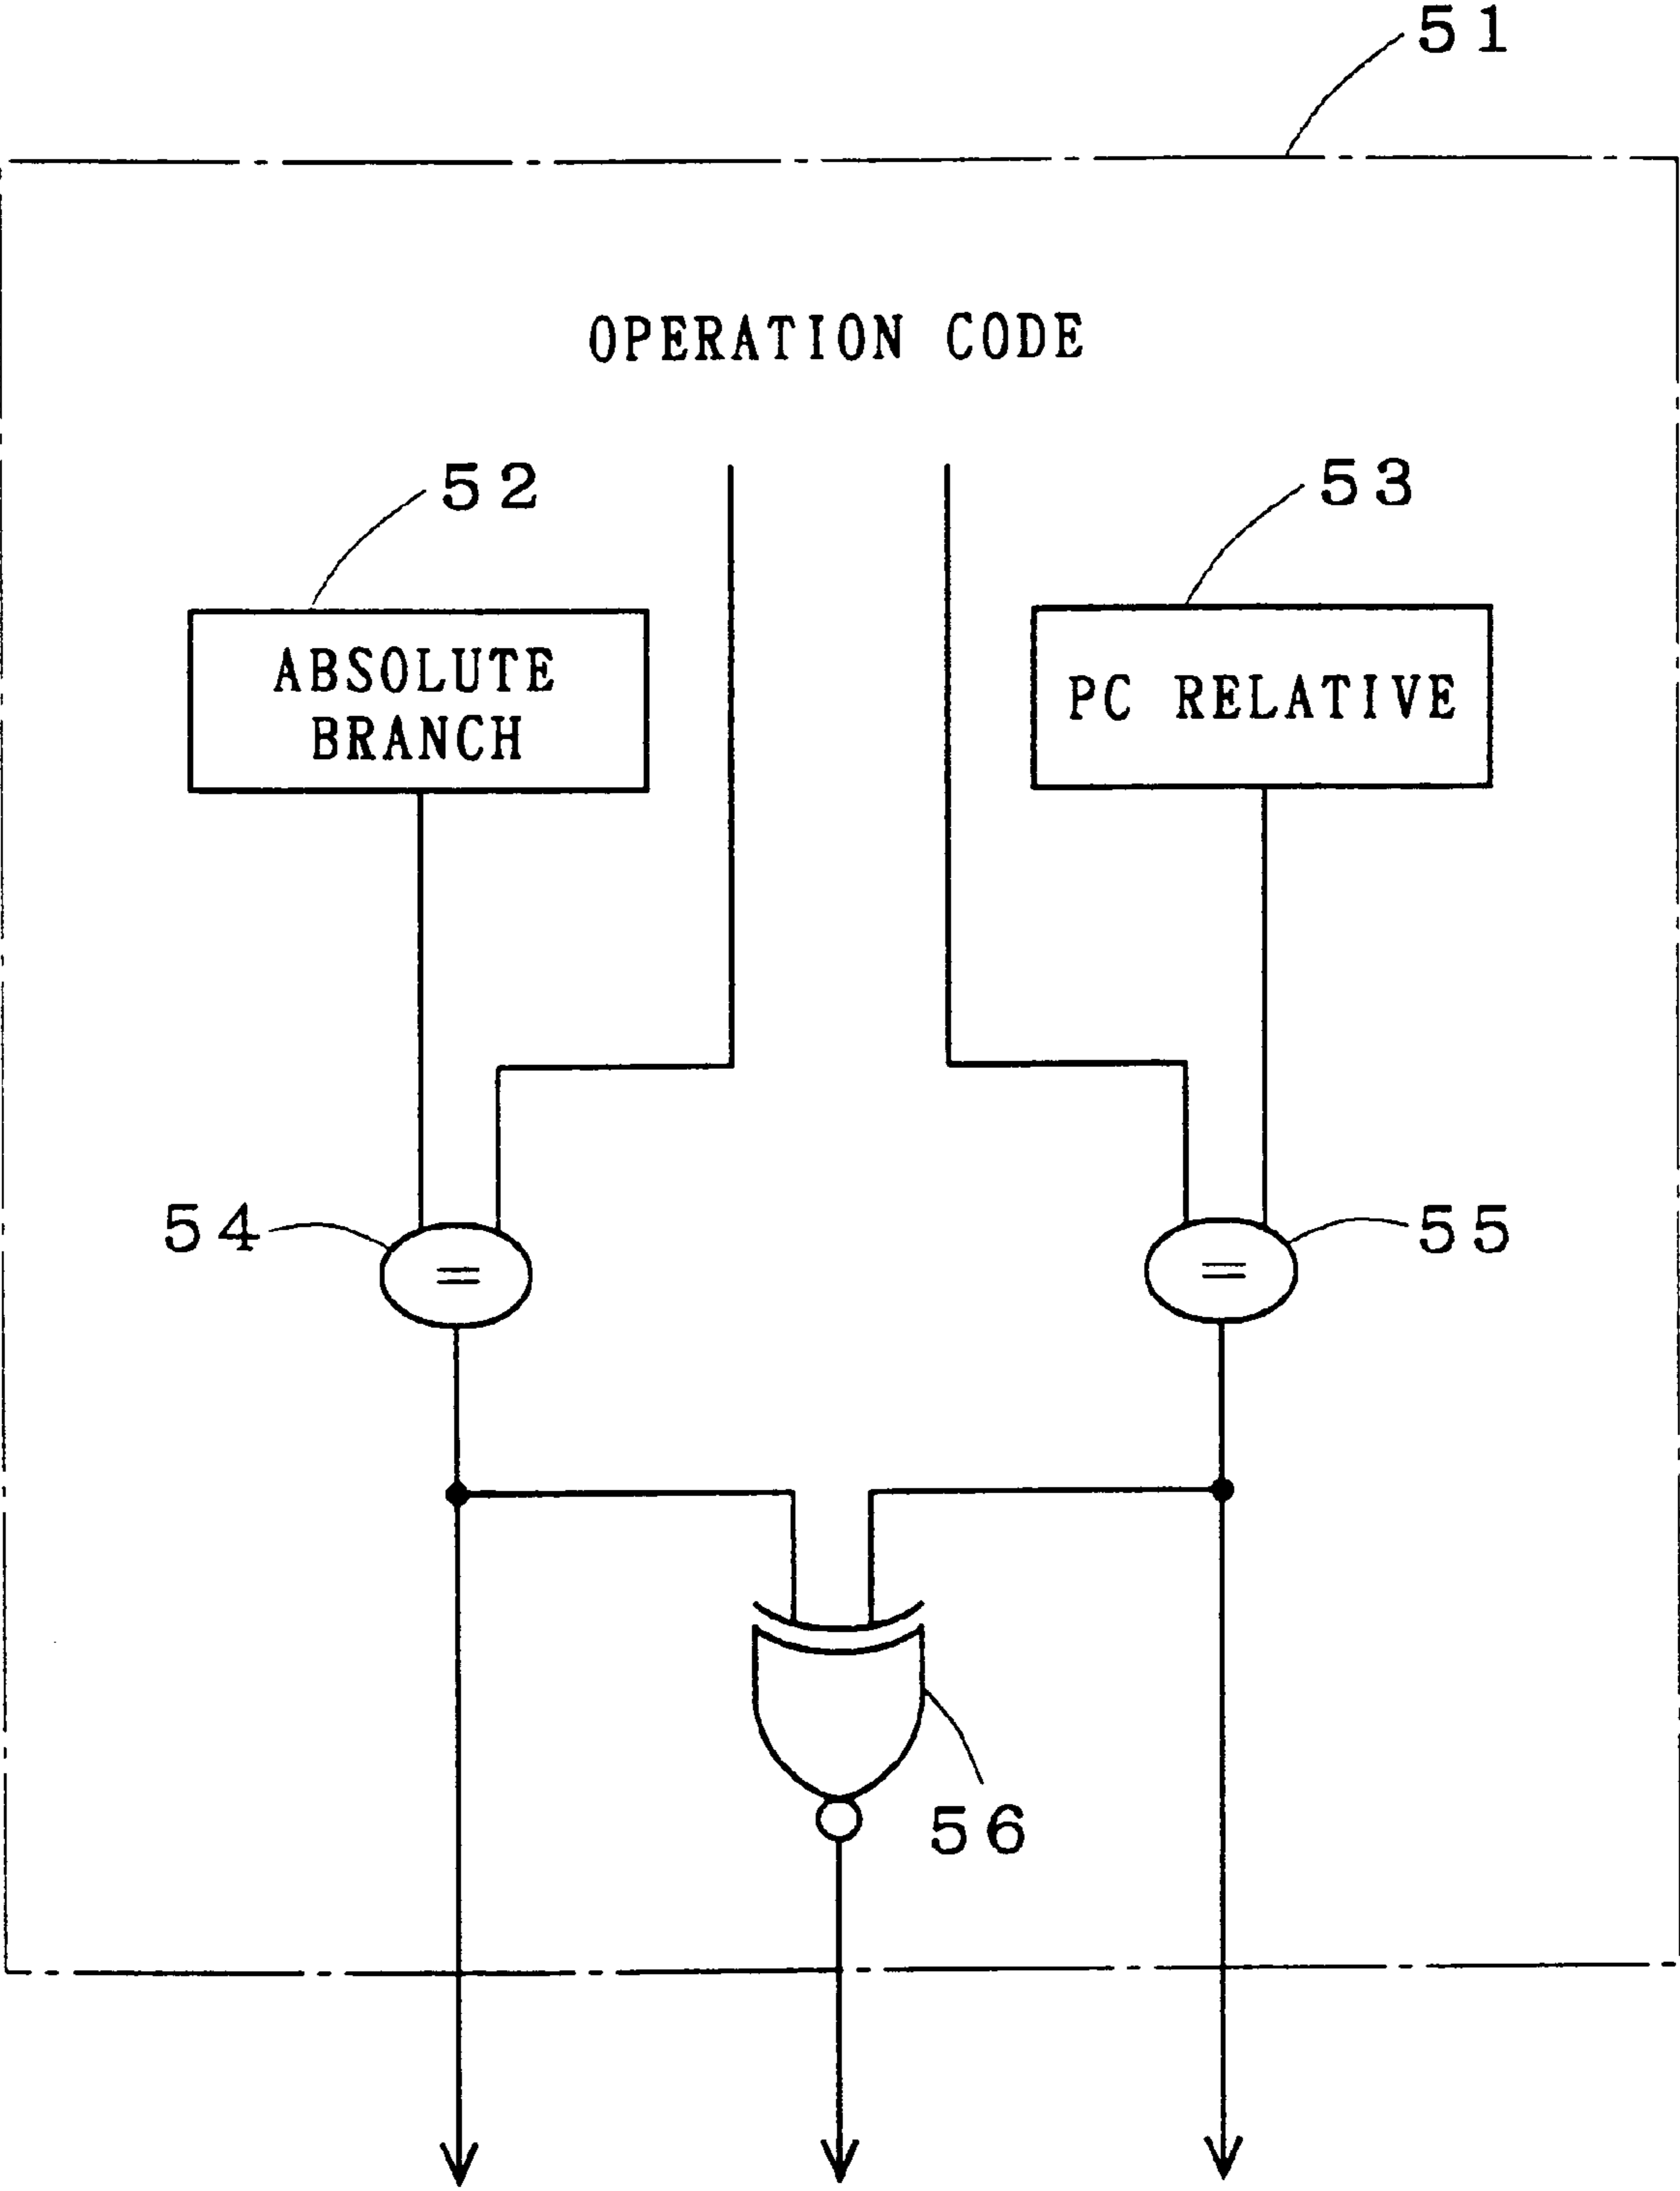 51
OPERATION CODE
52
53
ABSOLUTE
BRANCH
PC RELATIVE
54
=
=
55
56